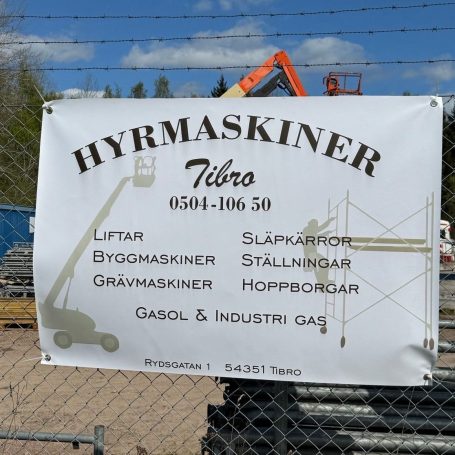 HYRMASKINER
Tibro
0504-106 50
LIFTAR SLÄPKÄRROR
BYGGMASKINER STÄLLNINGAR
GRÄVMASKINER HOPPBORGAR
GASOL & INDUSTRI GAS
RYDSGATAN 1 54351 TIBRO